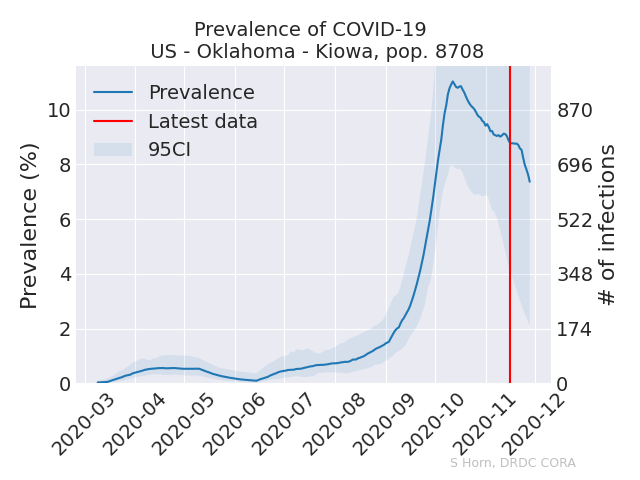 Prevalence of COVID-19
US - Oklahoma - Kiowa, pop. 8708
Prevalence
Latest data
95CI
Prevalence (%)
10
8
6
4
2
0
# of infections
870
696
522
348
174
0
2020-03
2020-04
2020-05
2020-06
2020-07
2020-08
2020-09
2020-10
2020-11
2020-12
S Horn, DRDC CORA